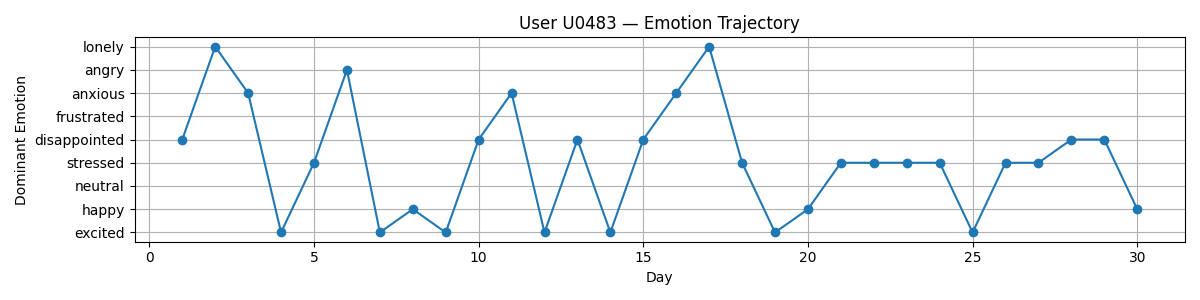 User U0483 — Emotion Trajectory
Dominant Emotion
lonely
angry
anxious
frustrated
disappointed
stressed
neutral
happy
excited
0 5 10 15 20 25 30
Day